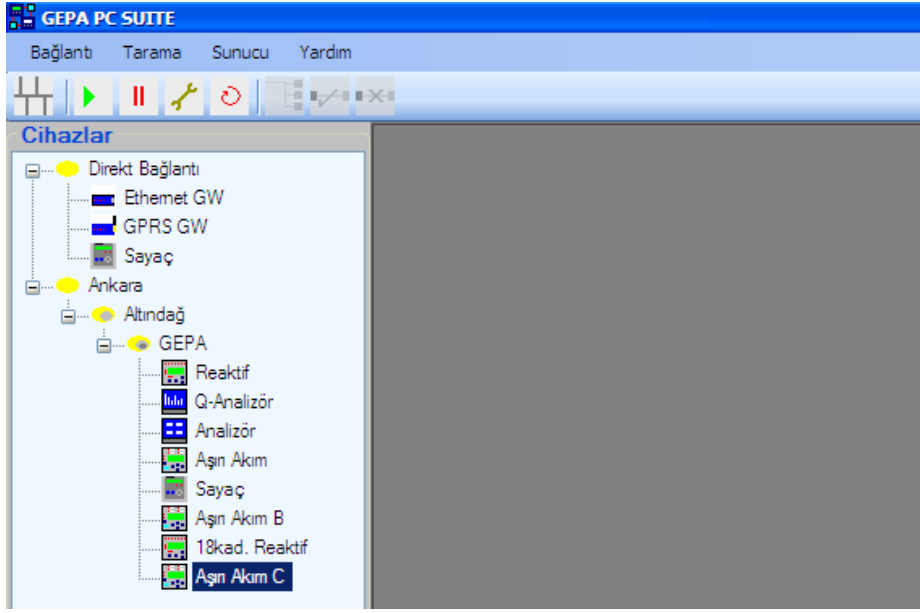 GEPA PC SUITE
Bağlantı Tarama Sunucu Yardım
Cihazlar
Direkt Bağlantı
Ethernet GW
GPRS GW
Sayaç
Ankara
Altındağ
GEPA
Reaktif
Q-Analizör
Analizör
Aşırı Akım
Sayaç
Aşırı Akım B
18kad. Reaktif
Aşırı Akım C